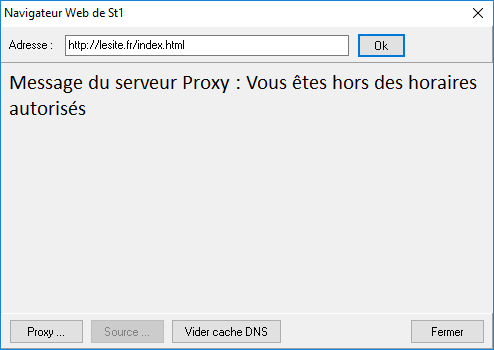 Navigateur Web de St1
Adresse : http://lesite.fr/index.html Ok
Message du serveur Proxy : Vous êtes hors des horaires
autorisés
Proxy ... Source ... Vider cache DNS Fermer